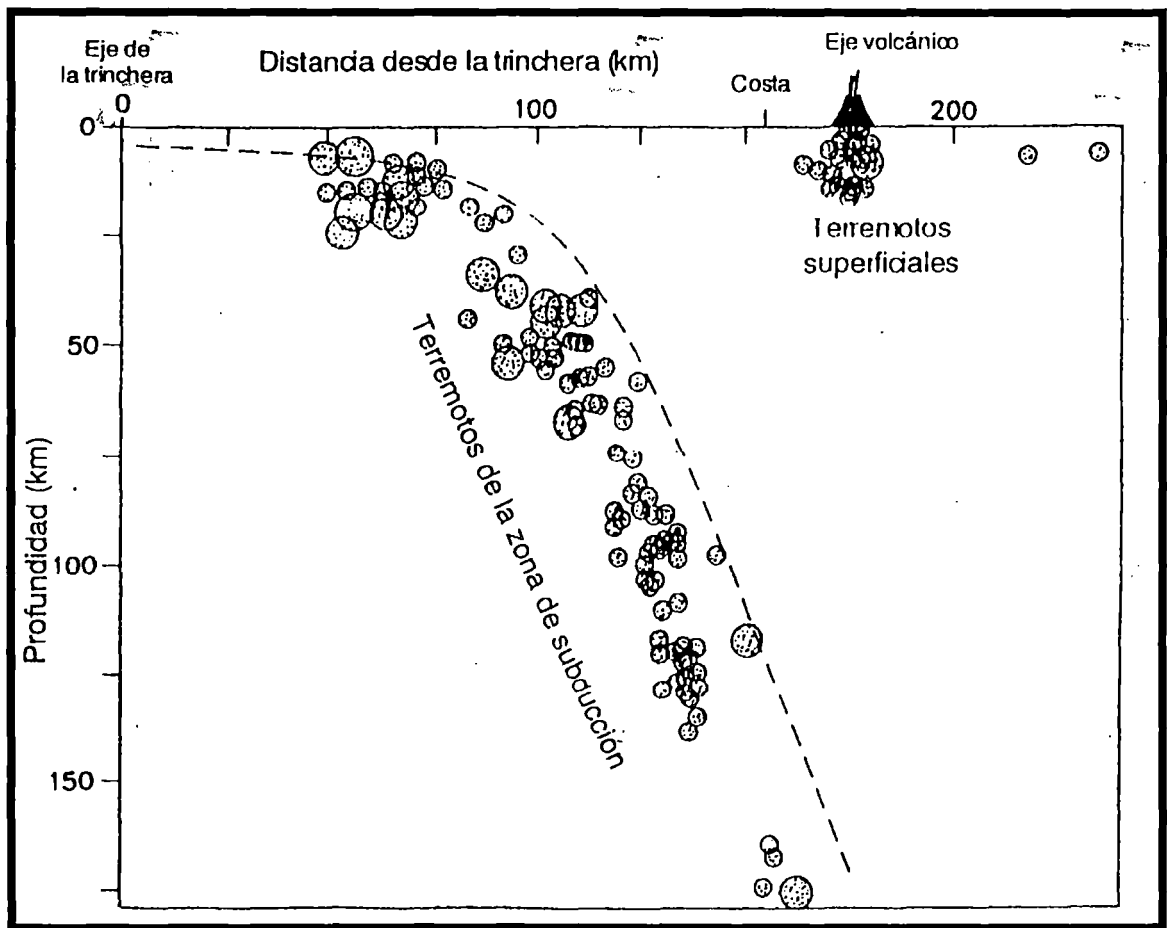 Eje de
la trinchera
Distancia desde la trinchera (km)
Eje volcánico
Costa
0
100
200
0
50
100
150
Profundidad (km)
Terremotos
superficiales
Terremotos de la zona de subducción